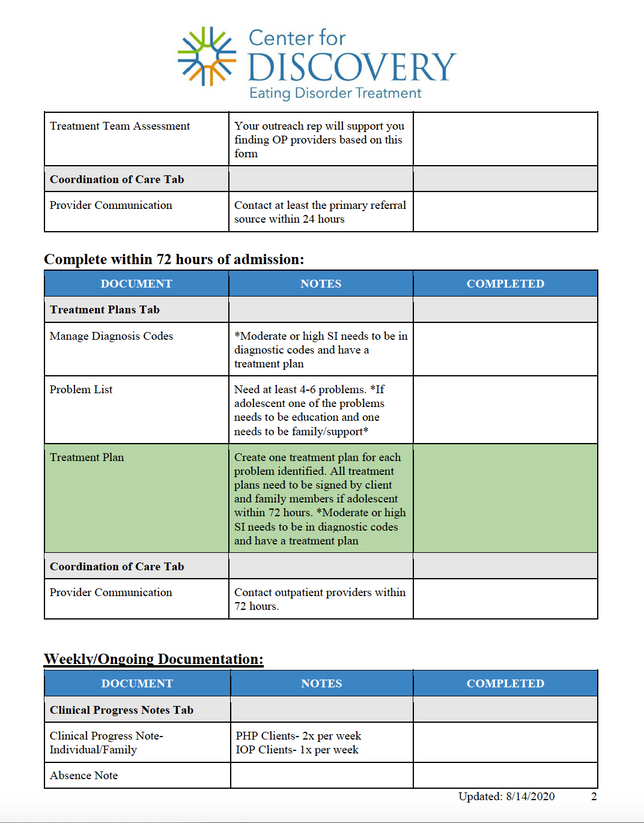 Center for
DISCOVERY
Eating Disorder Treatment
Treatment Team Assessment
Your outreach rep will support you
finding OP providers based on this
form
Coordination of Care Tab
Provider Communication
Contact at least the primary referral
source within 24 hours
Complete within 72 hours of admission:
DOCUMENT NOTES COMPLETED
Treatment Plans Tab
Manage Diagnosis Codes
*Moderate or high SI needs to be in
diagnostic codes and have a
treatment plan
Problem List
Need at least 4-6 problems. *If
adolescent one of the problems
needs to be education and one
needs to be family/support*
Treatment Plan
Create one treatment plan for each
problem identified. All treatment
plans need to be signed by client
and family members if adolescent
within 72 hours. *Moderate or high
SI needs to be in diagnostic codes
and have a treatment plan
Coordination of Care Tab
Provider Communication
Contact outpatient providers within
72 hours.
Weekly/Ongoing Documentation:
DOCUMENT NOTES COMPLETED
Clinical Progress Notes Tab
Clinical Progress Note-
Individual/Family
PHP Clients- 2x per week
IOP Clients- 1x per week
Absence Note
Updated: 8/14/2020 2